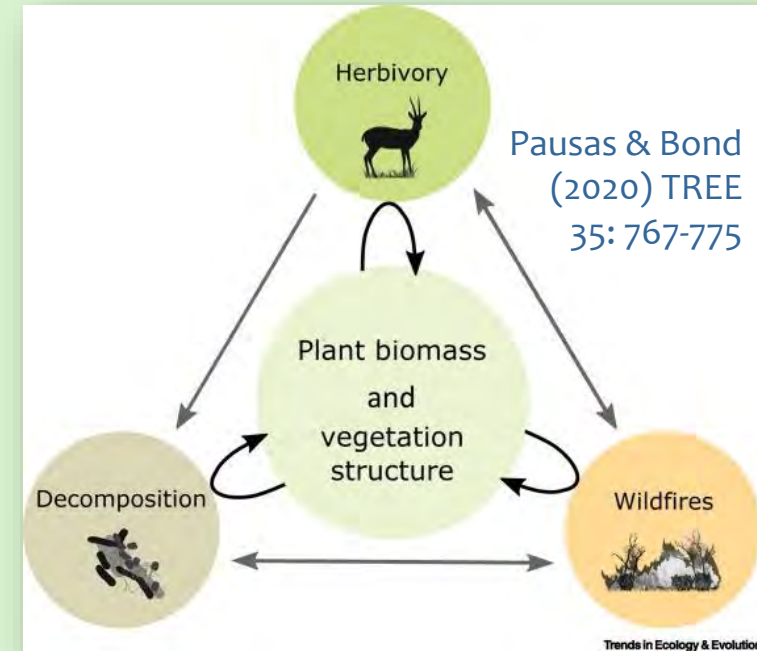 Herbivory
Pausas & Bond
(2020) TREE
35: 767-775
Plant biomass
and
vegetation
structure
Decomposition
Wildfires
Trends in Ecology & Evolution